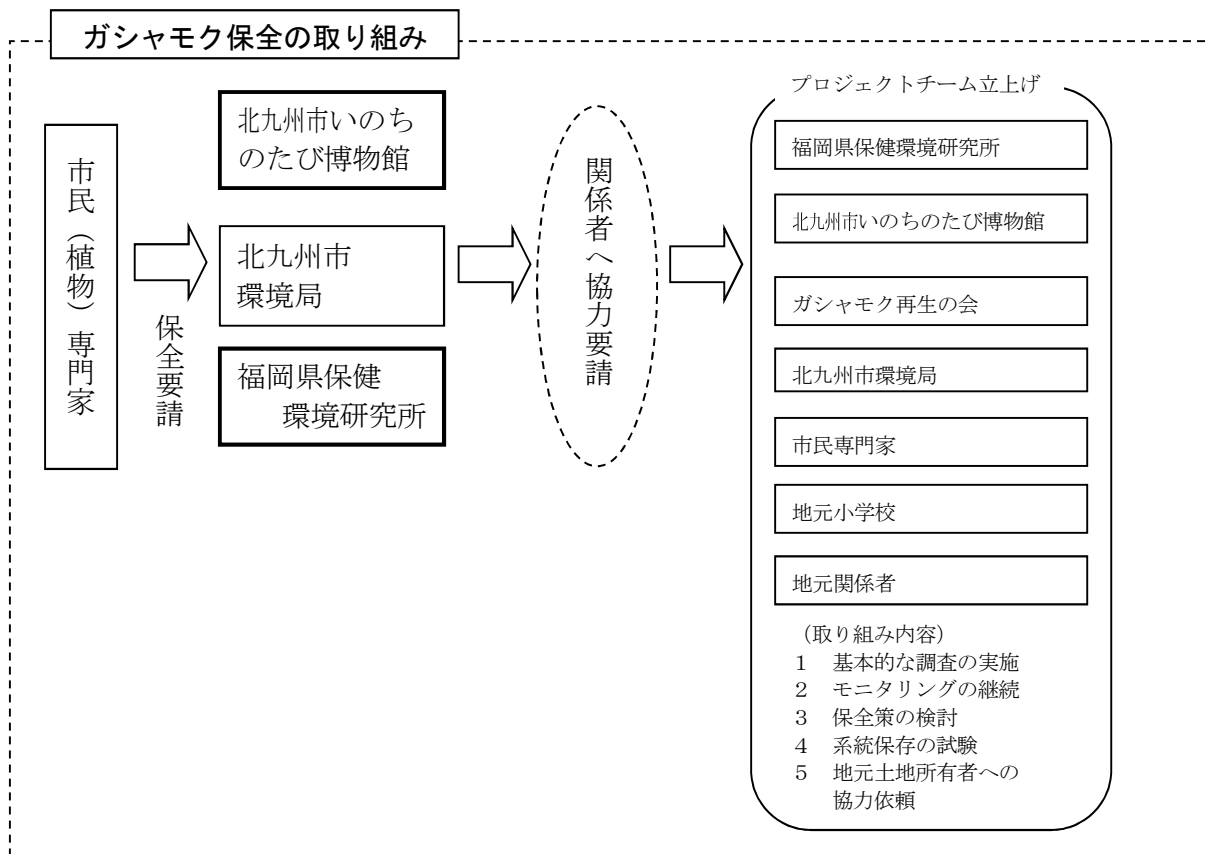 ガシャモク保全の取り組み
市民（植物）専門家
保全要請
北九州市いのち
のたび博物館
北九州市
環境局
福岡県保健
環境研究所
関係者へ協力要請
プロジェクトチーム立上げ
福岡県保健環境研究所
北九州市いのちのたび博物館
ガシャモク再生の会
北九州市環境局
市民専門家
地元小学校
地元関係者
（取り組み内容）
１　基本的な調査の実施
２　モニタリングの継続
３　保全策の検討
４　系統保存の試験
５　地元土地所有者への
協力依頼